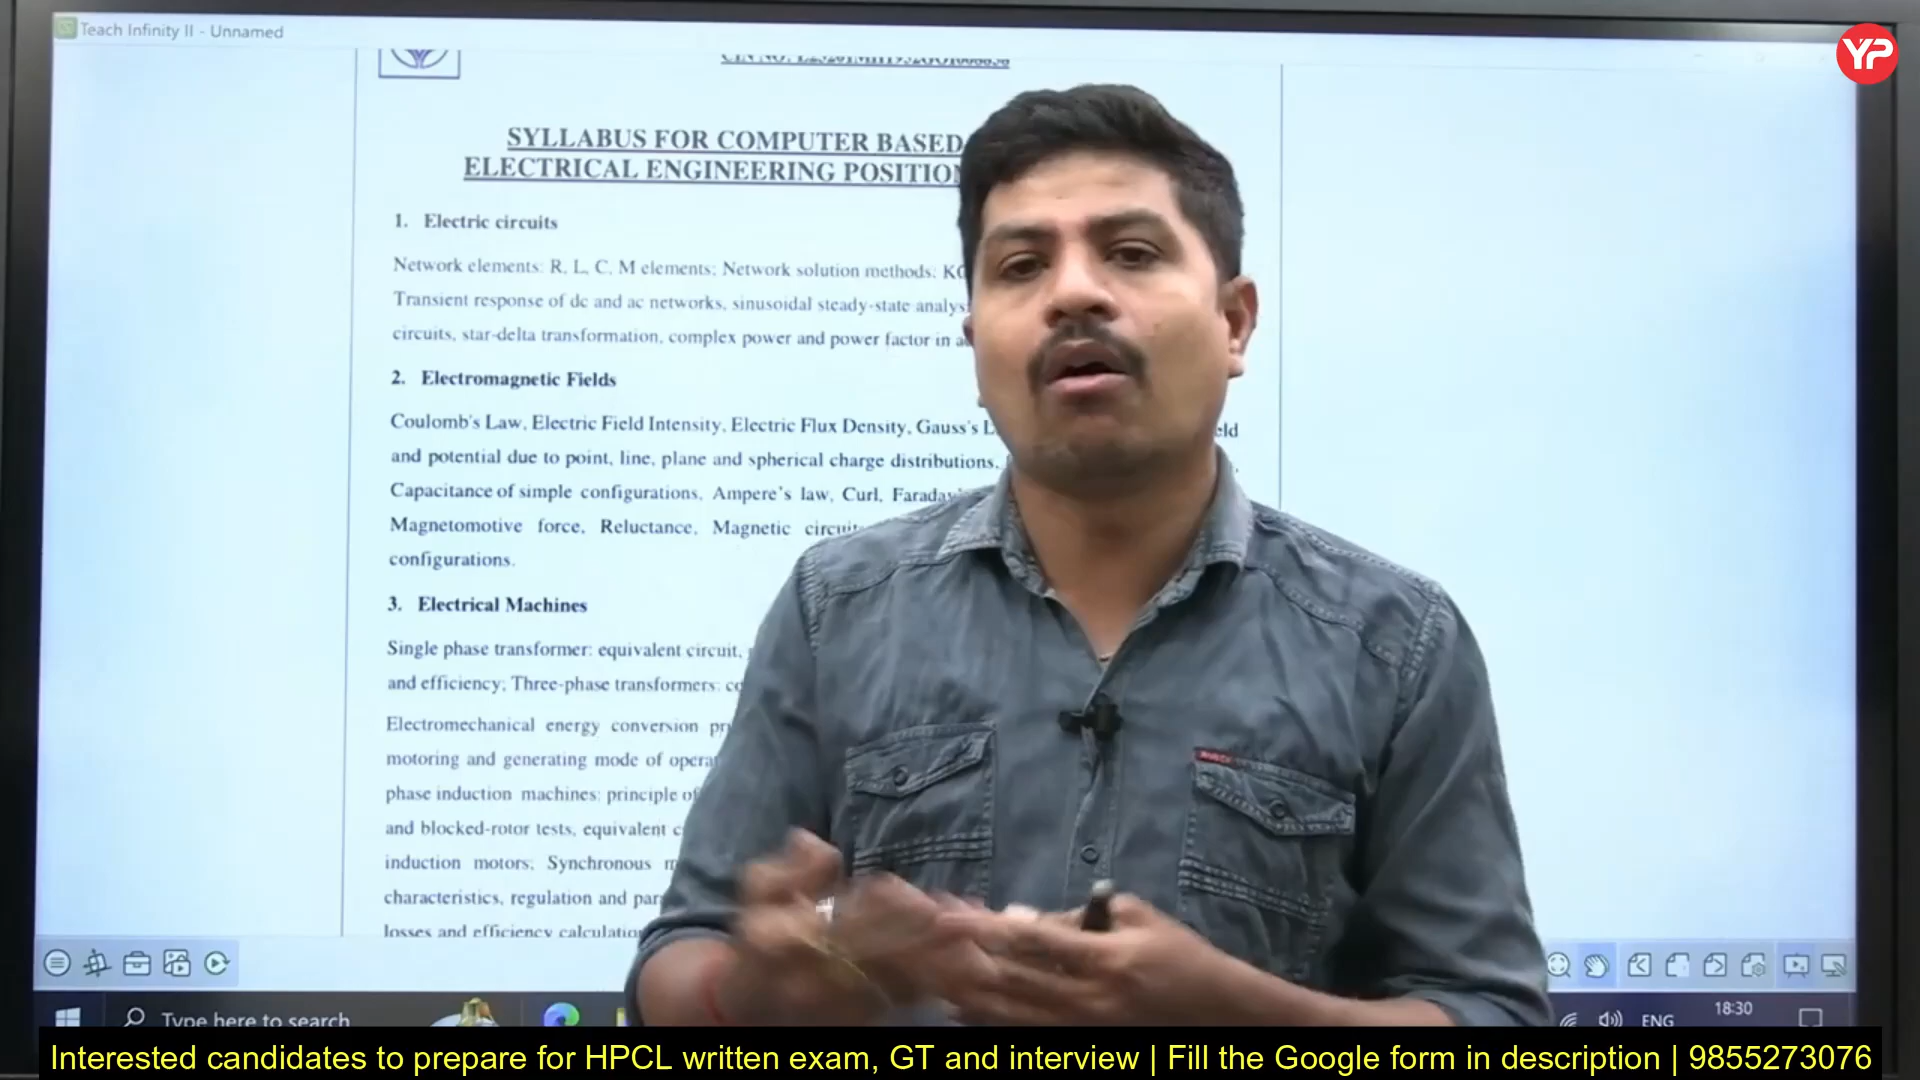 Teach Infinity II - Unnamed
YP
SYLLABUS FOR COMPUTER BASED
ELECTRICAL ENGINEERING POSITION
1. Electric circuits
Network elements: R, L, C, M elements; Network solution methods: KC
Transient response of dc and ac networks, sinusoidal steady-state analys
circuits, star-delta transformation, complex power and power factor in a
2. Electromagnetic Fields
Coulomb's Law, Electric Field Intensity, Electric Flux Density, Gauss's L eld
and potential due to point, line, plane and spherical charge distributions,
Capacitance of simple configurations, Ampere's law, Curl, Faraday's
Magnetomotive force, Reluctance, Magnetic circuit
configurations.
3. Electrical Machines
Single phase transformer: equivalent circuit,
and efficiency; Three-phase transformers: co
Electromechanical energy conversion pr
motoring and generating mode of opera
phase induction machines: principle of
and blocked-rotor tests, equivalent c
induction motors; Synchronous m
characteristics, regulation and par
losses and efficiency calculation
Type here to search
ENG
18:30
Interested candidates to prepare for HPCL written exam, GT and interview | Fill the Google form in description | 9855273076